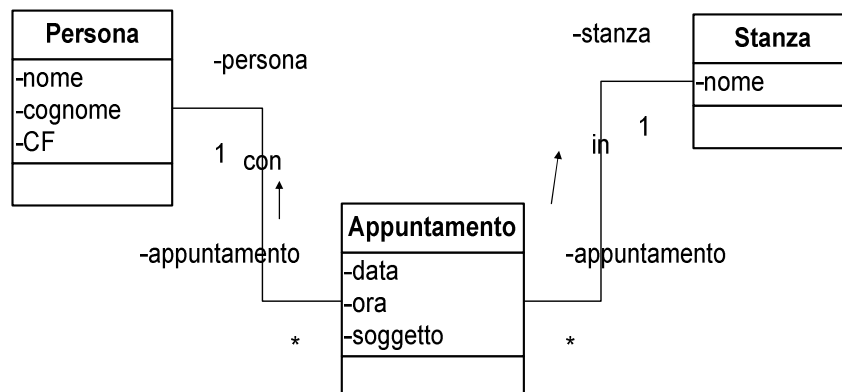 Persona
-nome
-cognome
-CF
-persona
1
con
-appuntamento
*
Appuntamento
-data
-ora
-soggetto
-stanza
in
1
-appuntamento
*
Stanza
-nome